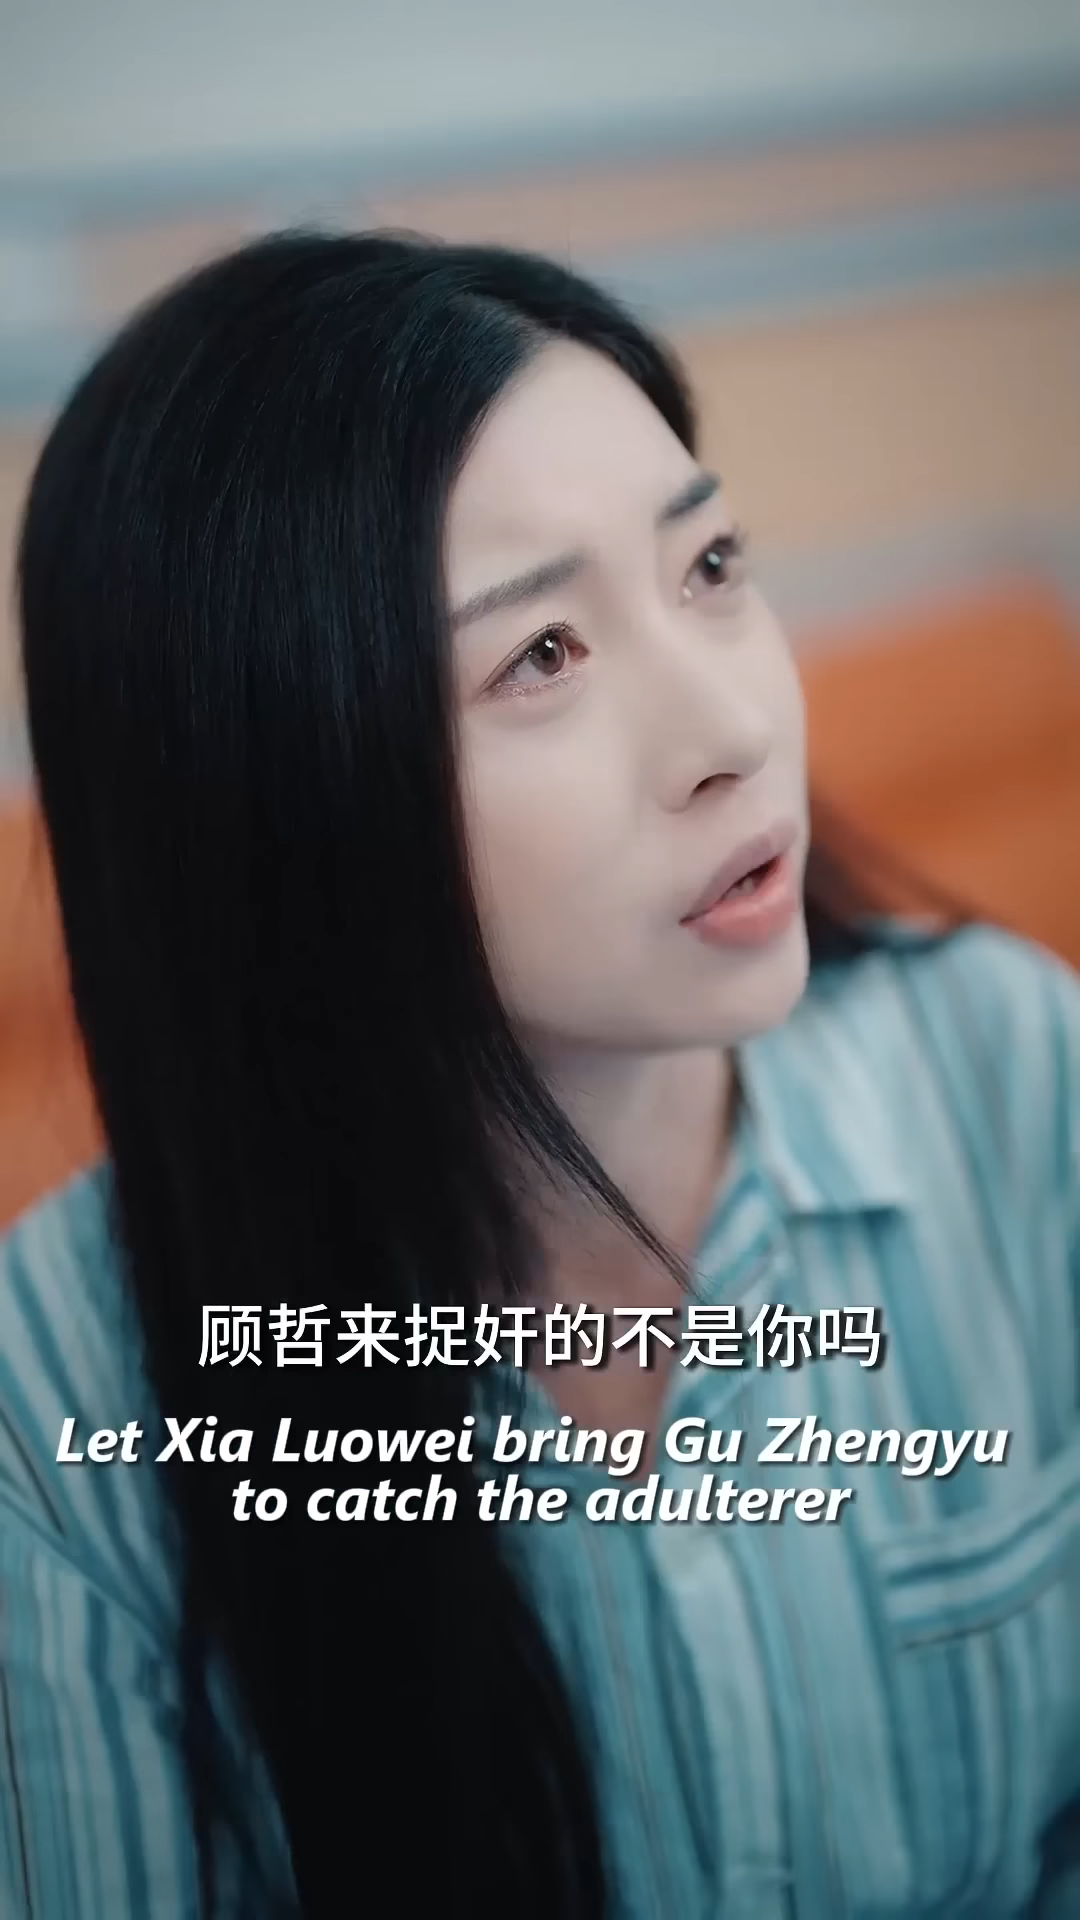 顾哲来捉奸的不是你吗
Let Xia Luowei bring Gu Zhengyu
to catch the adulterer